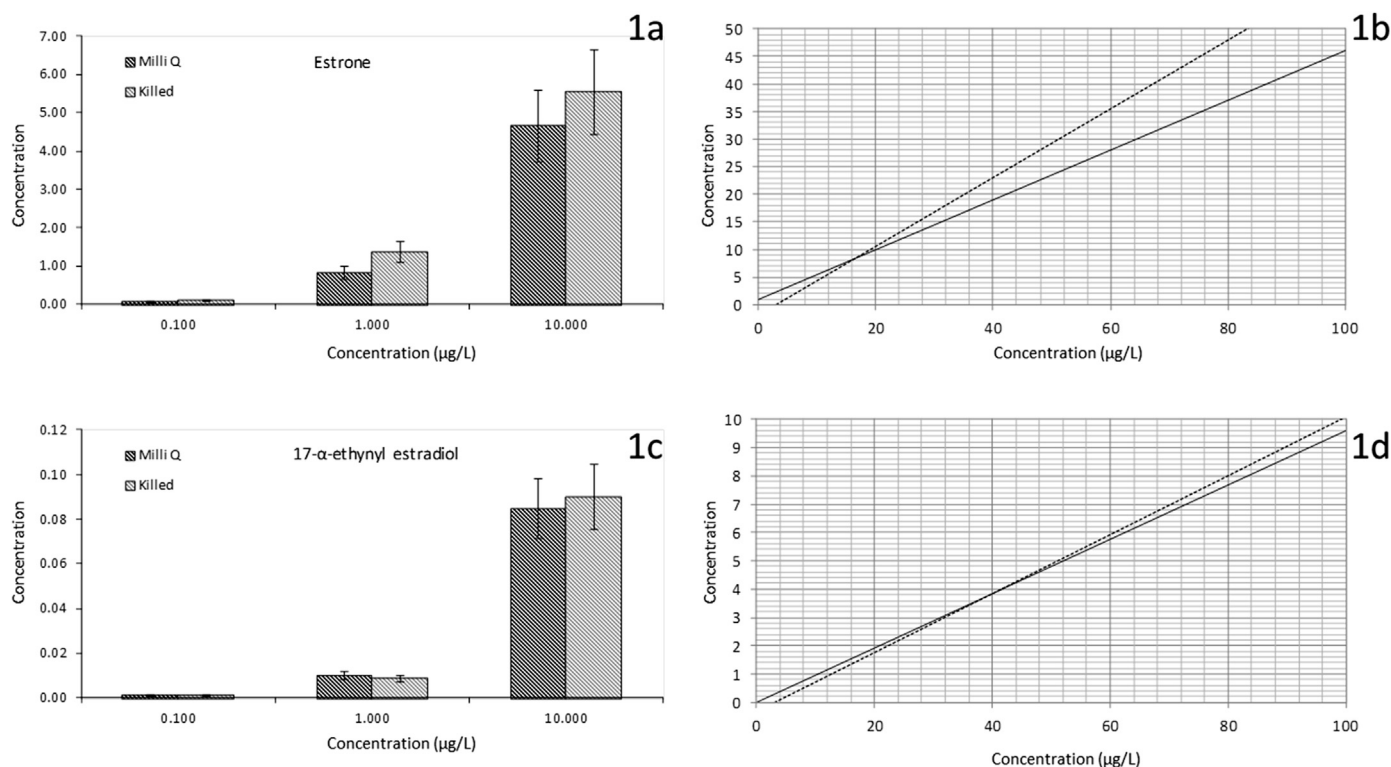 1a
Estrone
Milli Q
Killed
7.00
6.00
5.00
4.00
3.00
2.00
1.00
0.00
Concentration
0.100 1.000 10.000
Concentration (µg/L)
1b
50
45
40
35
30
25
20
15
10
5
0
Concentration
0 20 40 60 80 100
Concentration (µg/L)
1c
17-α-ethynyl estradiol
Milli Q
Killed
0.12
0.10
0.08
0.06
0.04
0.02
0.00
Concentration
0.100 1.000 10.000
Concentration (µg/L)
1d
10
9
8
7
6
5
4
3
2
1
0
Concentration
0 20 40 60 80 100
Concentration (µg/L)